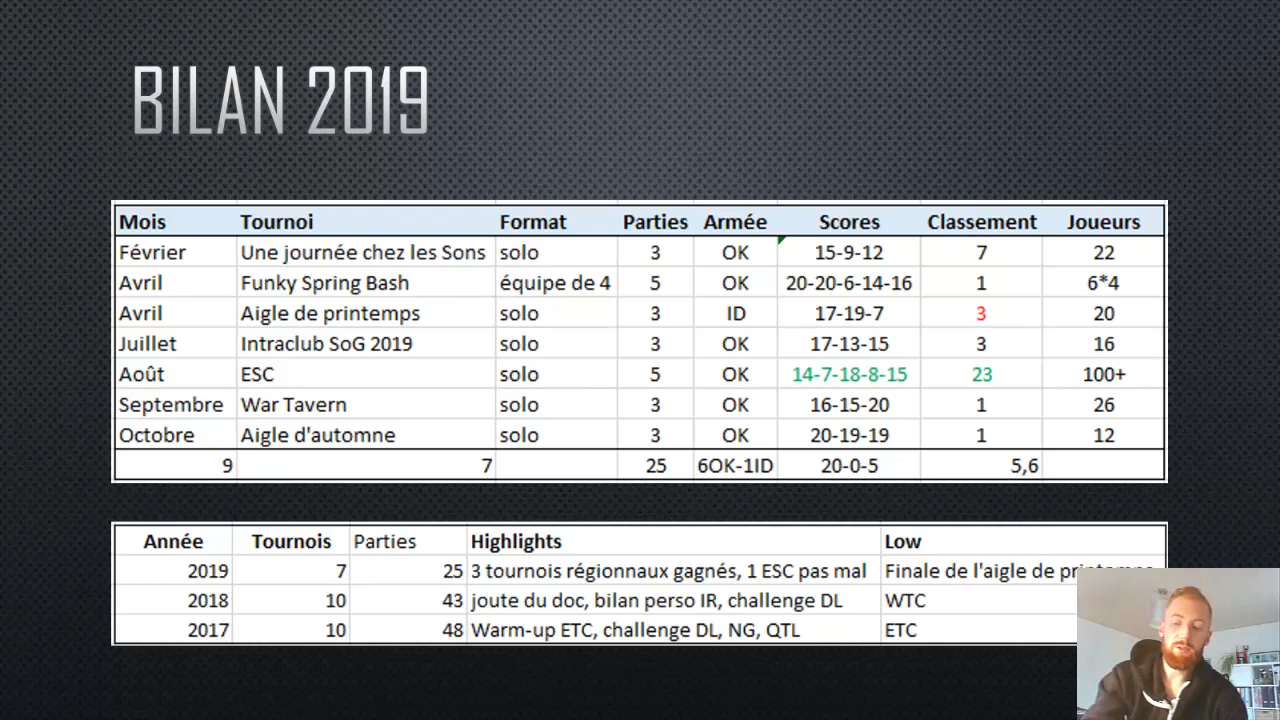 BILAN 2019
Mois Tournoi Format Parties Armée Scores Classement Joueurs
Février Une journée chez les Sons solo 3 OK 15-9-12 7 22
Avril Funky Spring Bash équipe de 4 5 OK 20-20-6-14-16 1 6*4
Avril Aigle de printemps solo 3 ID 17-19-7 3 20
Juillet Intraclub SoG 2019 solo 3 OK 17-13-15 3 16
Août ESC solo 5 OK 14-7-18-8-15 23 100+
Septembre War Tavern solo 3 OK 16-15-20 1 26
Octobre Aigle d'automne solo 3 OK 20-19-19 1 12
9 7 25 6OK-1ID 20-0-5 5,6
Année Tournois Parties Highlights Low
2019 7 25 3 tournois régionnaux gagnés, 1 ESC pas mal Finale de l'aigle de
2018 10 43 joute du doc, bilan perso IR, challenge DL WTC
2017 10 48 Warm-up ETC, challenge DL, NG, QTL ETC